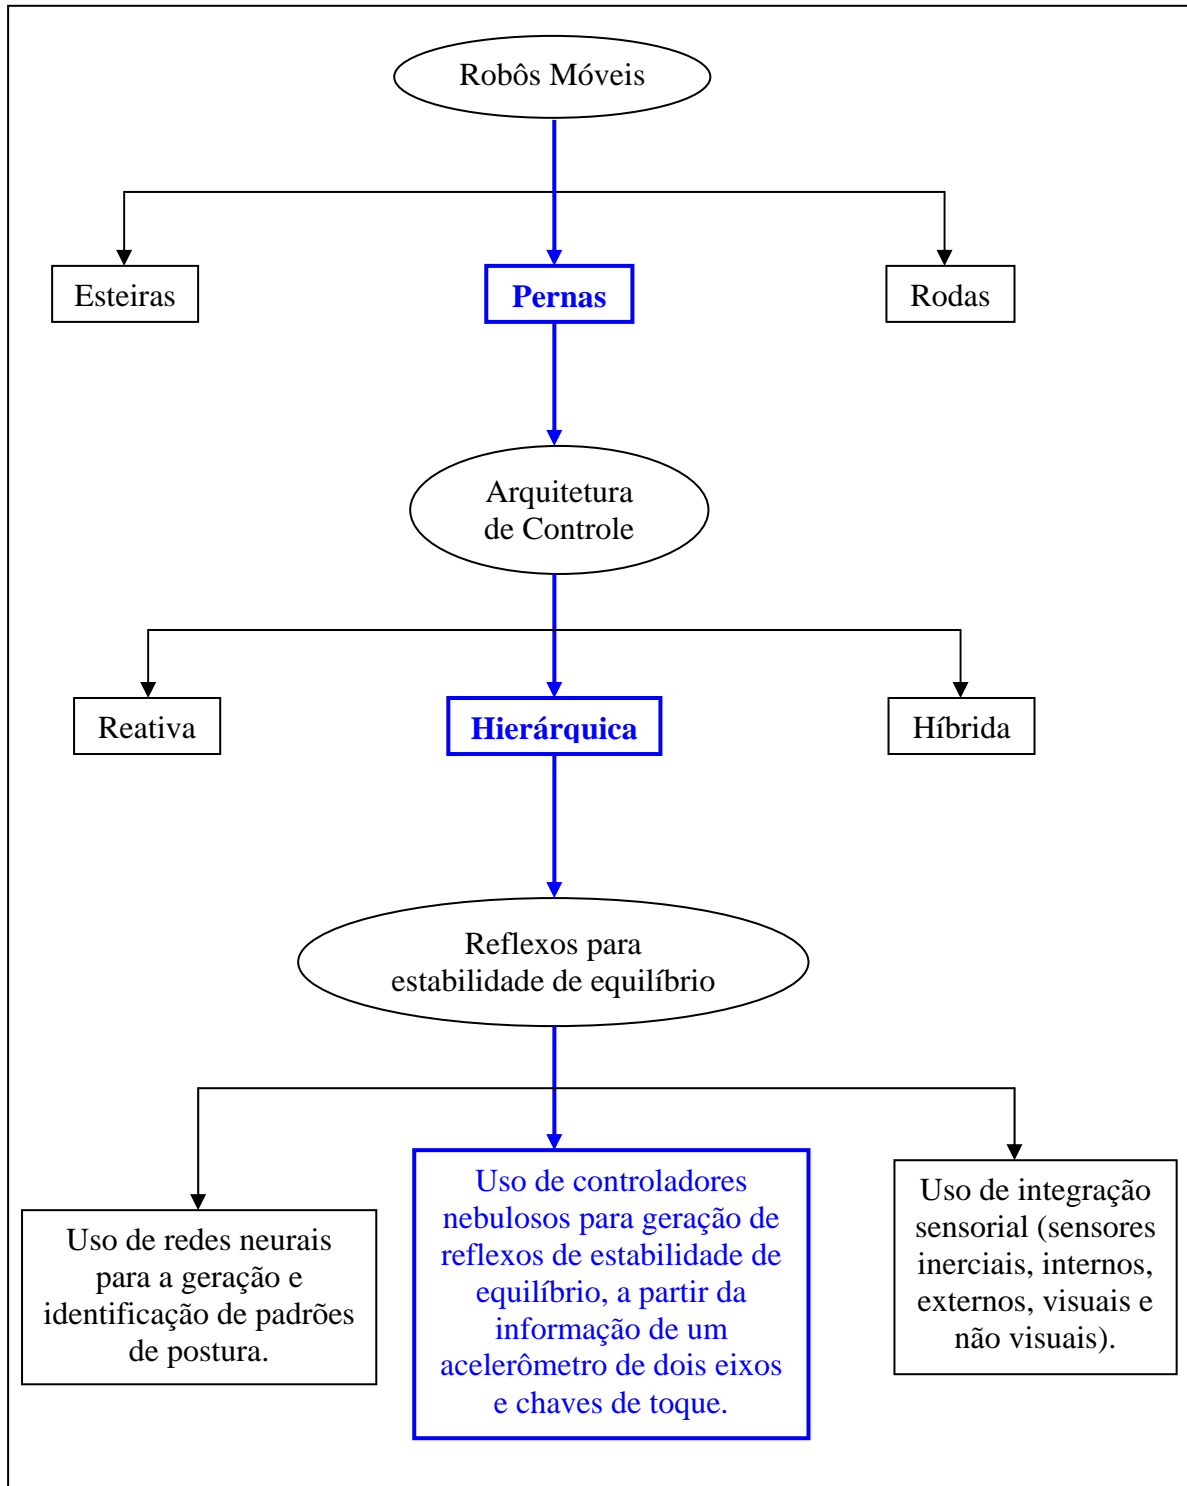 Robôs Móveis
Esteiras
Pernas
Rodas
Arquitetura
de Controle
Reativa
Hierárquica
Híbrida
Reflexos para
estabilidade de equilíbrio
Uso de redes neurais
para a geração e
identificação de padrões
de postura.
Uso de controladores
nebulosos para geração de
reflexos de estabilidade de
equilíbrio, a partir da
informação de um
acelerômetro de dois eixos
e chaves de toque.
Uso de integração
sensorial (sensores
inerciais, internos,
externos, visuais e
não visuais).